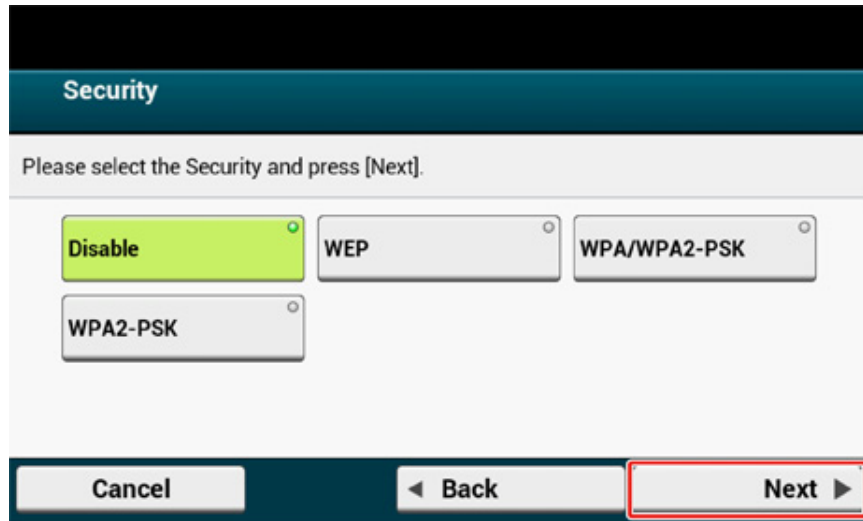 Security
Please select the Security and press [Next].
Disable
WEP
WPA/WPA2-PSK
WPA2-PSK
Cancel
Back
Next